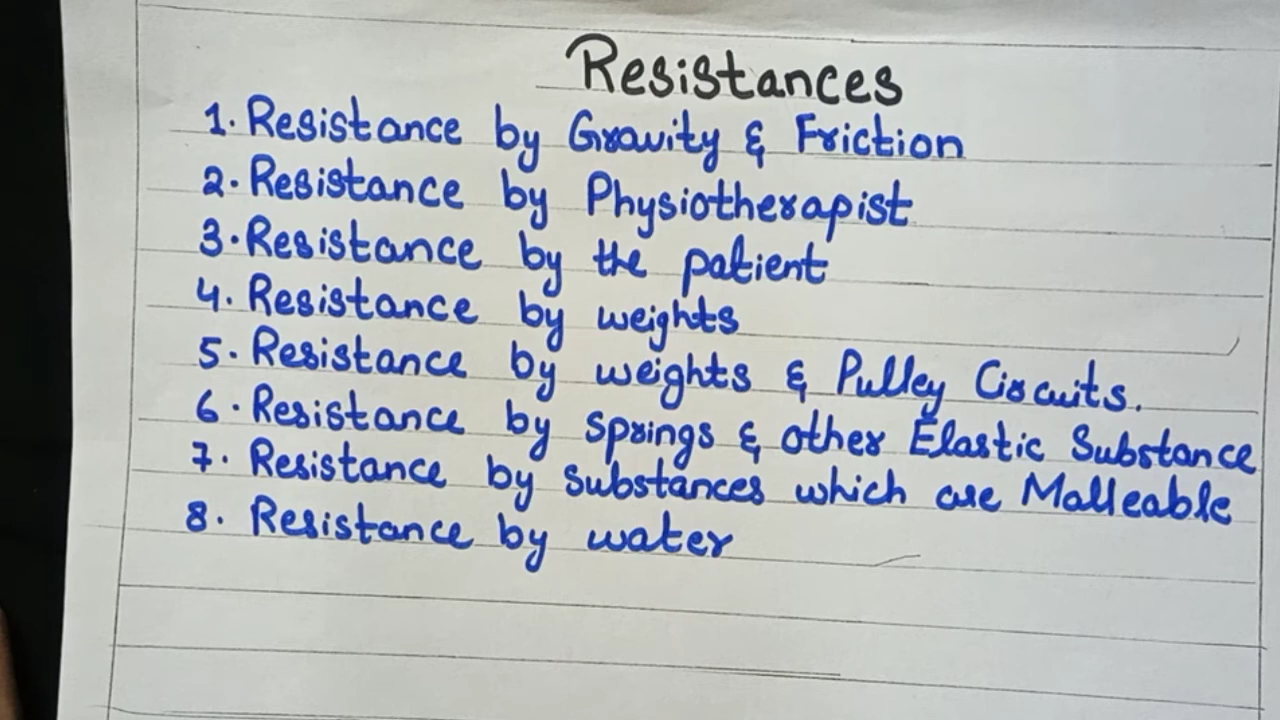 Resistances
1. Resistance by Gravity & Friction
2. Resistance by Physiotherapist
3. Resistance by the patient
4. Resistance by weights
5. Resistance by weights & Pulley Circuits.
6. Resistance by springs & other Elastic Substance
7. Resistance by substances which are Malleable
8. Resistance by water